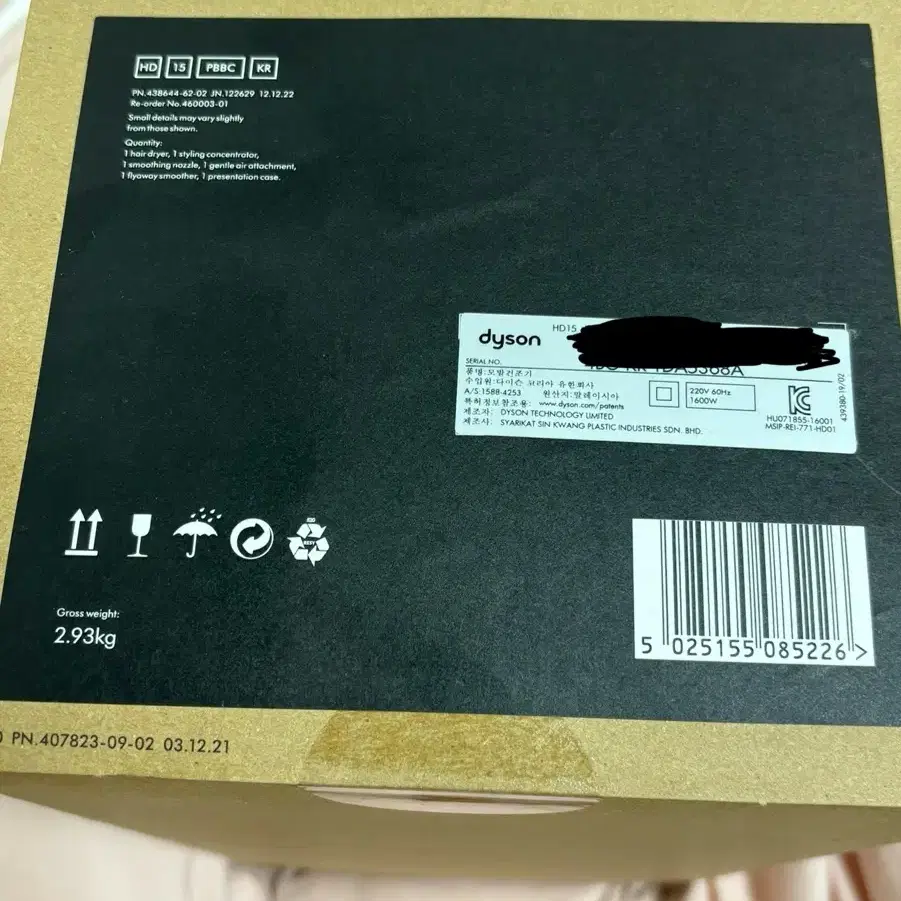 HD 15 PBBC KR
PN.438644-62-02 JN.122629 12.12.22
Re-order No.460003-01
Small details may vary slightly
from those shown.
Quantity:
1 hair dryer, 1 styling concentrator,
1 smoothing nozzle, 1 gentle air attachment,
1 flyaway smoother, 1 presentation case.
dyson HD15
SERIAL NO.
품명:모발건조기
수입원:다이슨 코리아 유한회사
A/S:1588-4253 원산지:말레이시아
특허정보활조용: www.dyson.com/patents
제조자: DYSON TECHNOLOGY LIMITED
제조사: SYARIKAT SIN KWANG PLASTIC INDUSTRIES SDN. BHD.
220V 60Hz
1600W
HU071855-16001
MSIP-REI-771-HD01
439380-19/02
RESY
Gross weight:
2.93kg
5 025155 085226 >
PN.407823-09-02 03.12.21